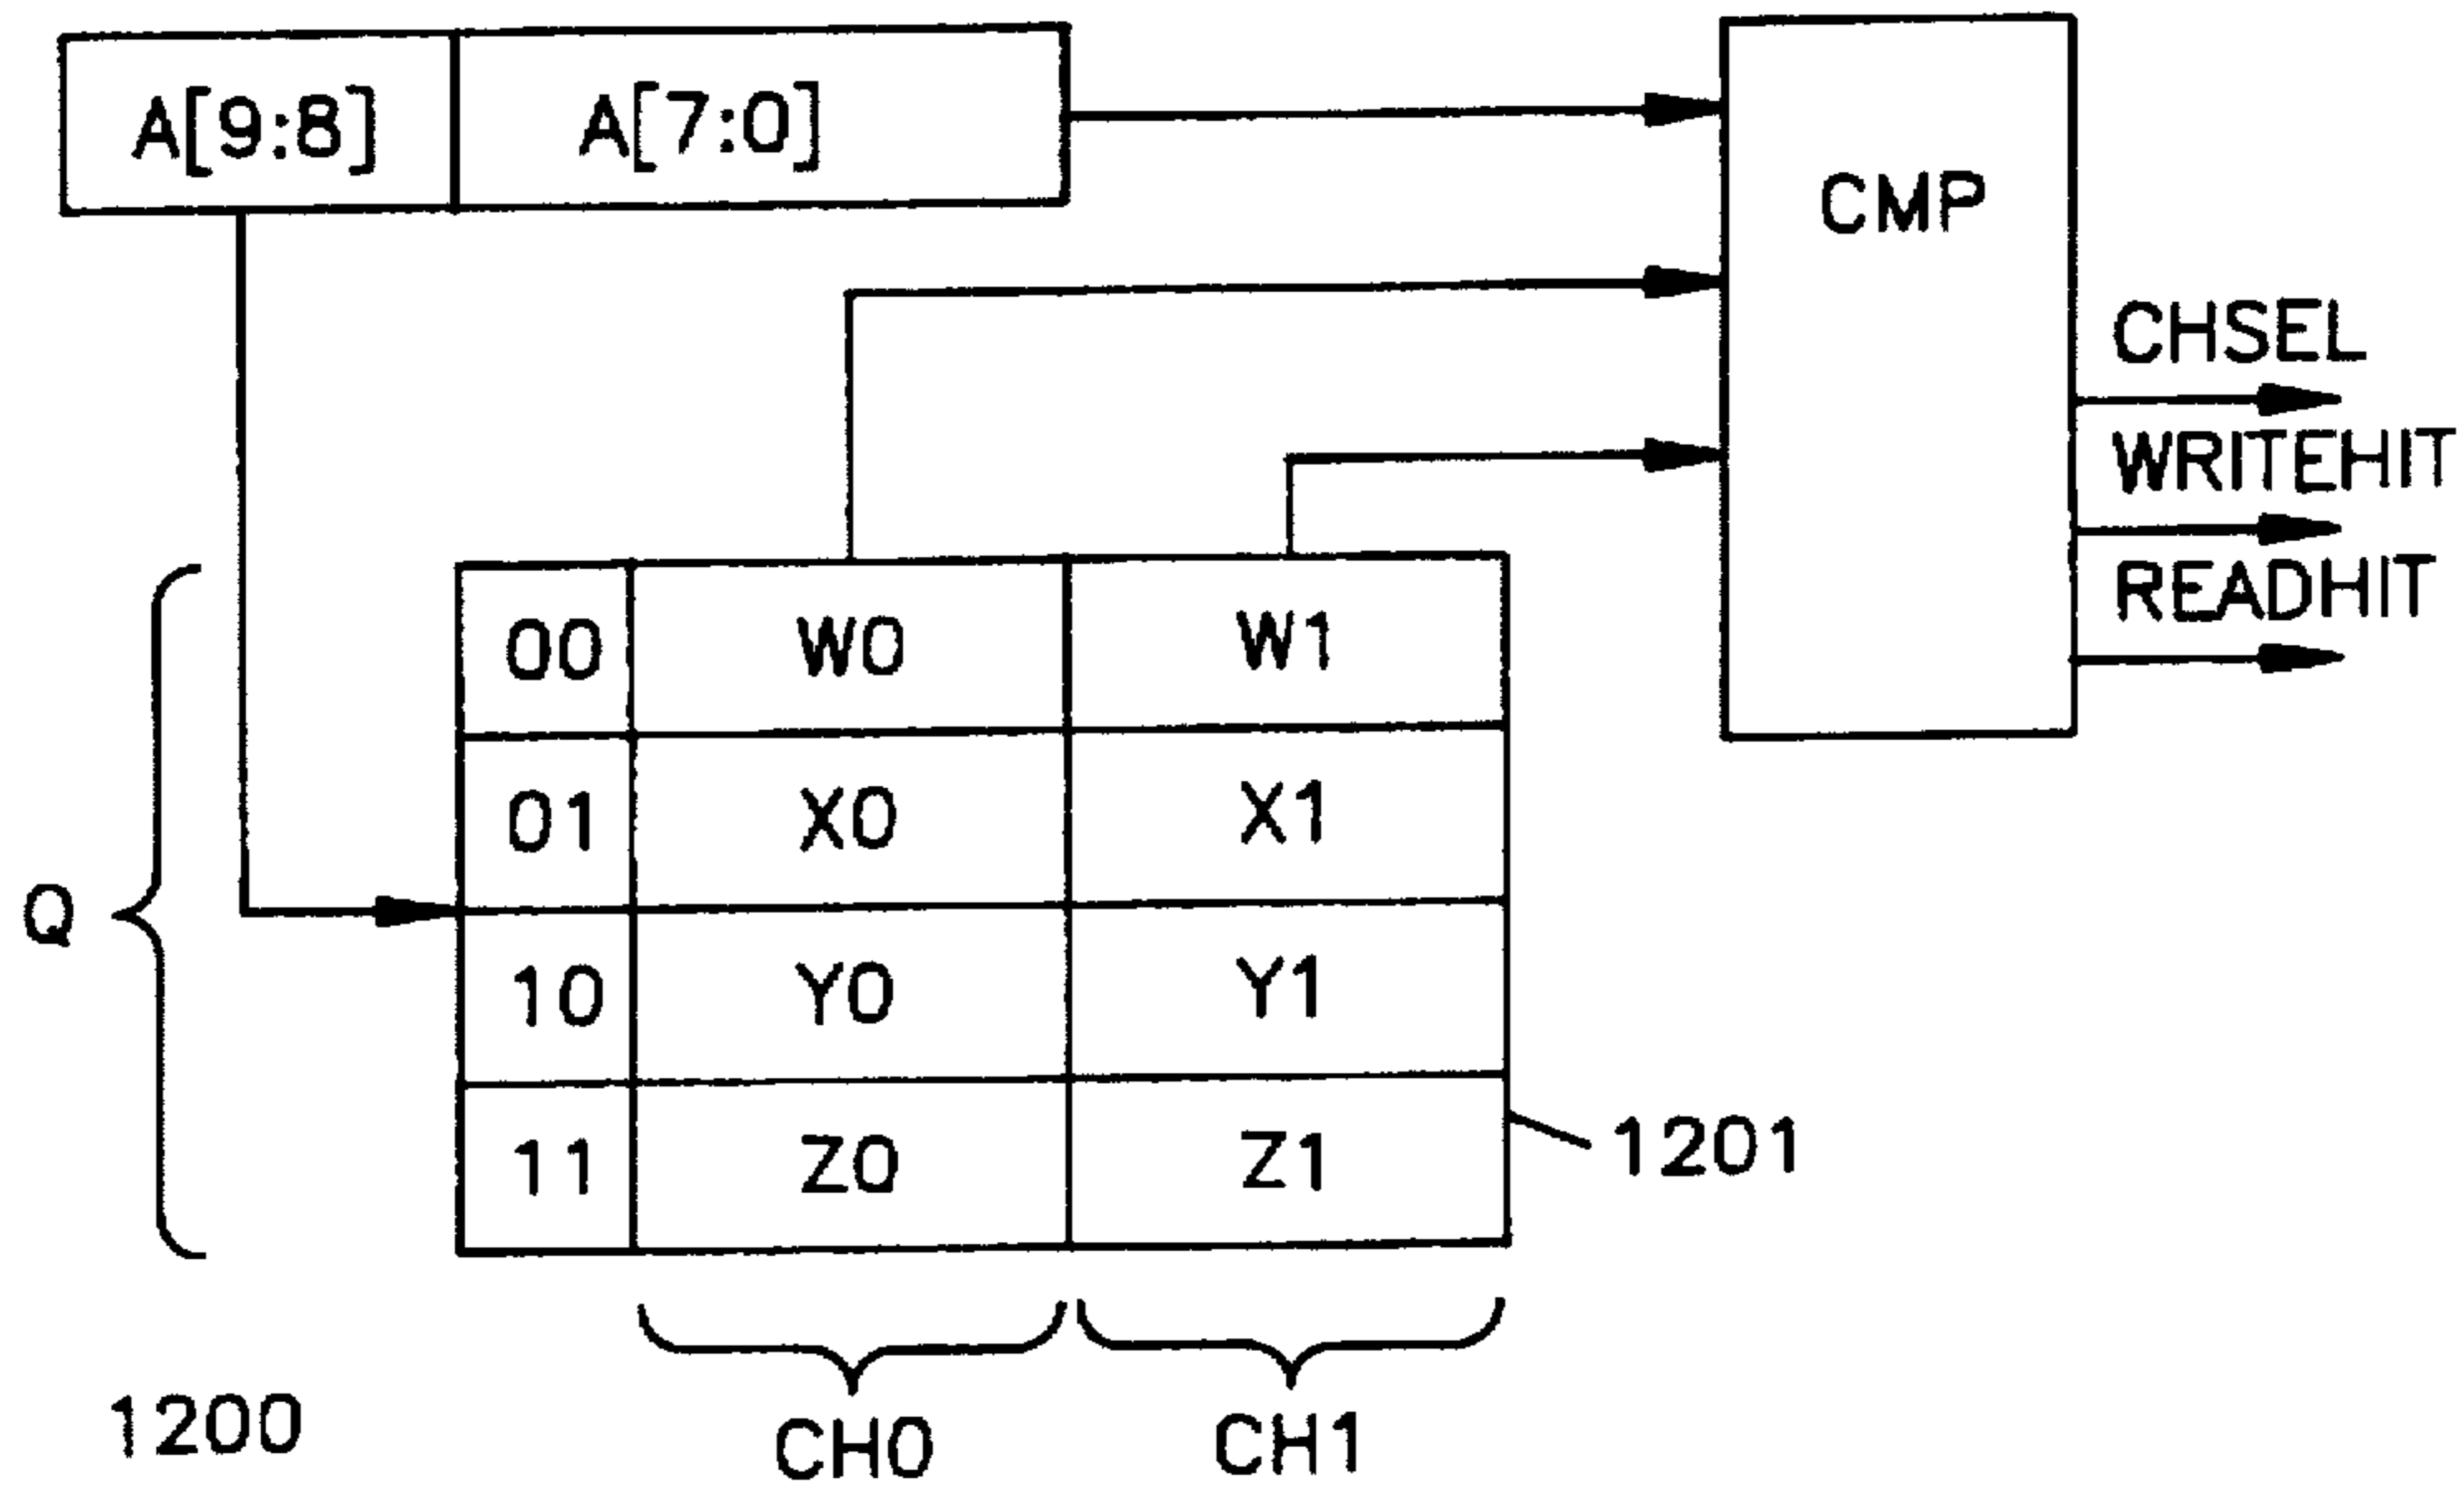 A[9:8] A[7:0]
CMP
CHSEL
WRITEHIT
READHIT
Q
00 W0 W1
01 X0 X1
10 Y0 Y1
11 Z0 Z1
1201
1200
CH0 CH1